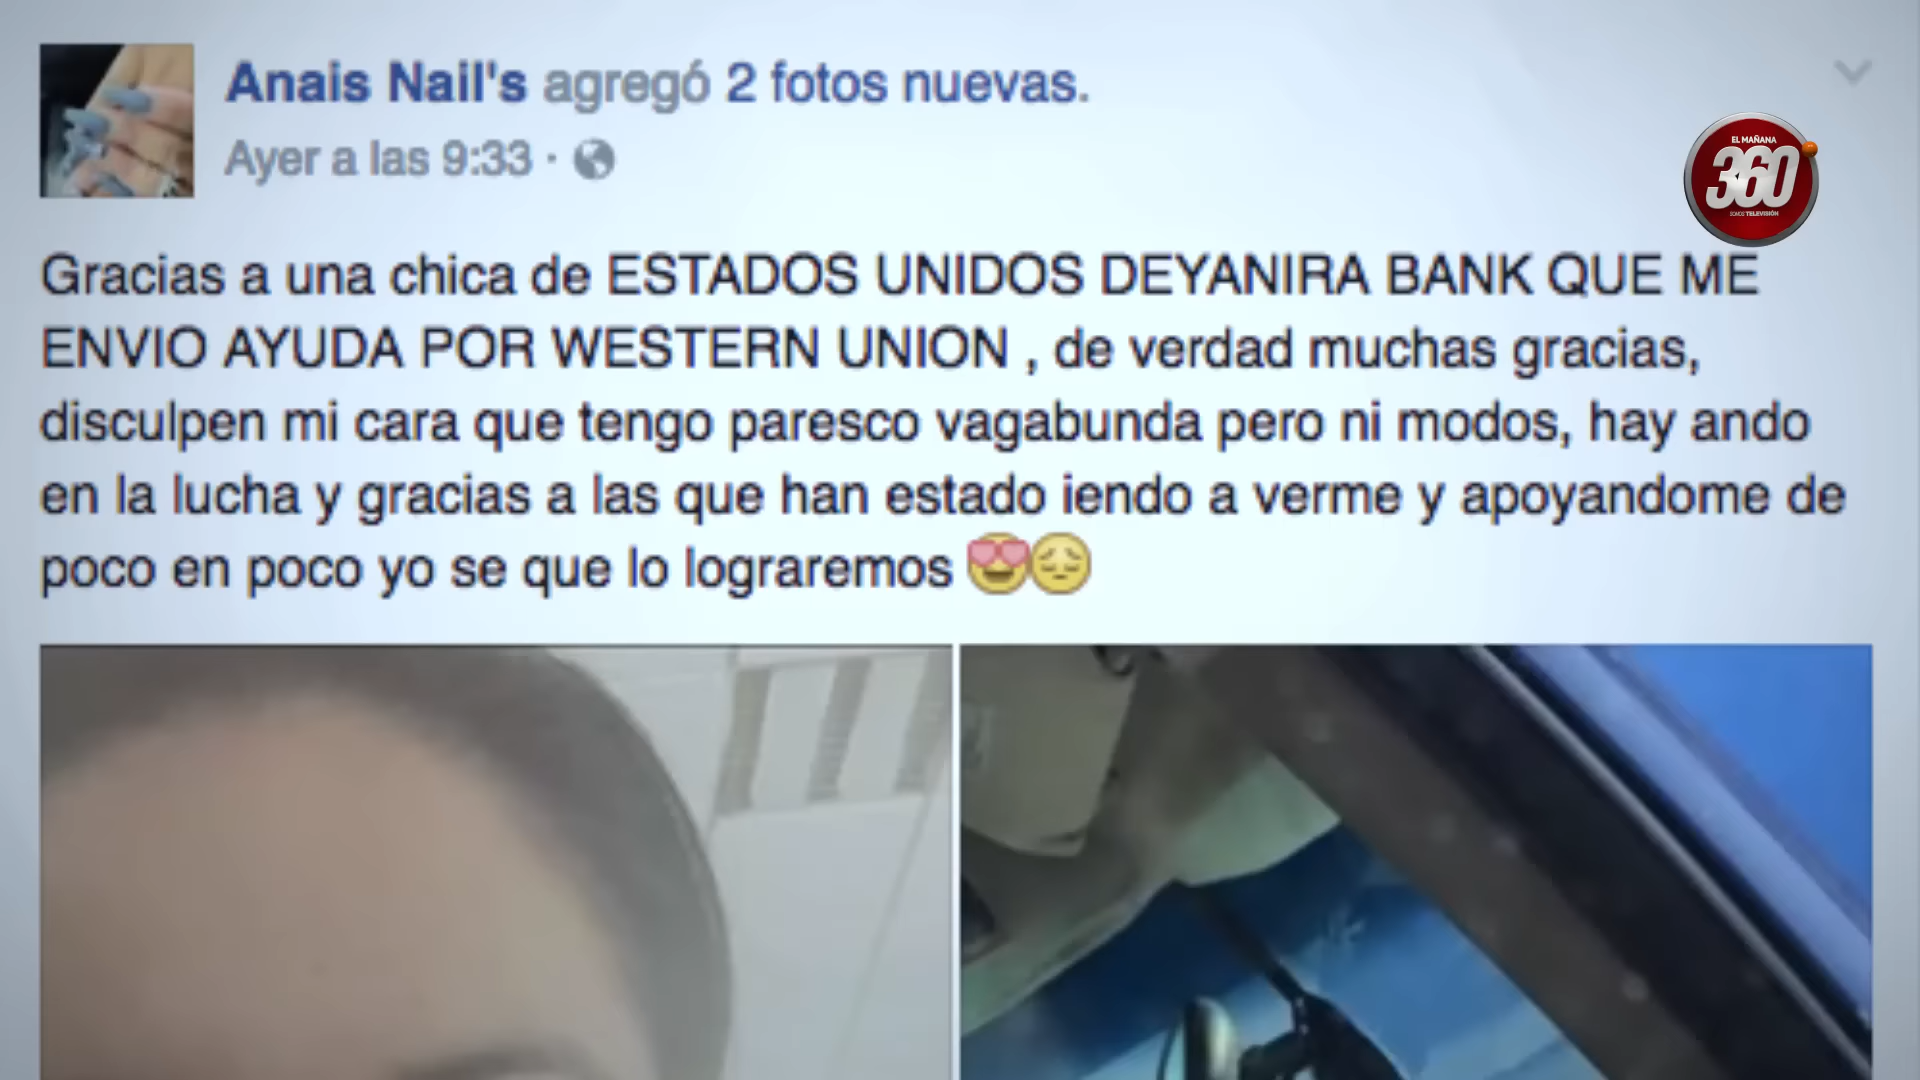 Anais Nail's agregó 2 fotos nuevas.
Ayer a las 9:33 ·
EL MAÑANA
360
SOMOS TELEVISIÓN
Gracias a una chica de ESTADOS UNIDOS DEYANIRA BANK QUE ME
ENVIO AYUDA POR WESTERN UNION , de verdad muchas gracias,
disculpen mi cara que tengo paresco vagabunda pero ni modos, hay ando
en la lucha y gracias a las que han estado iendo a verme y apoyandome de
poco en poco yo se que lo lograremos 😍😔